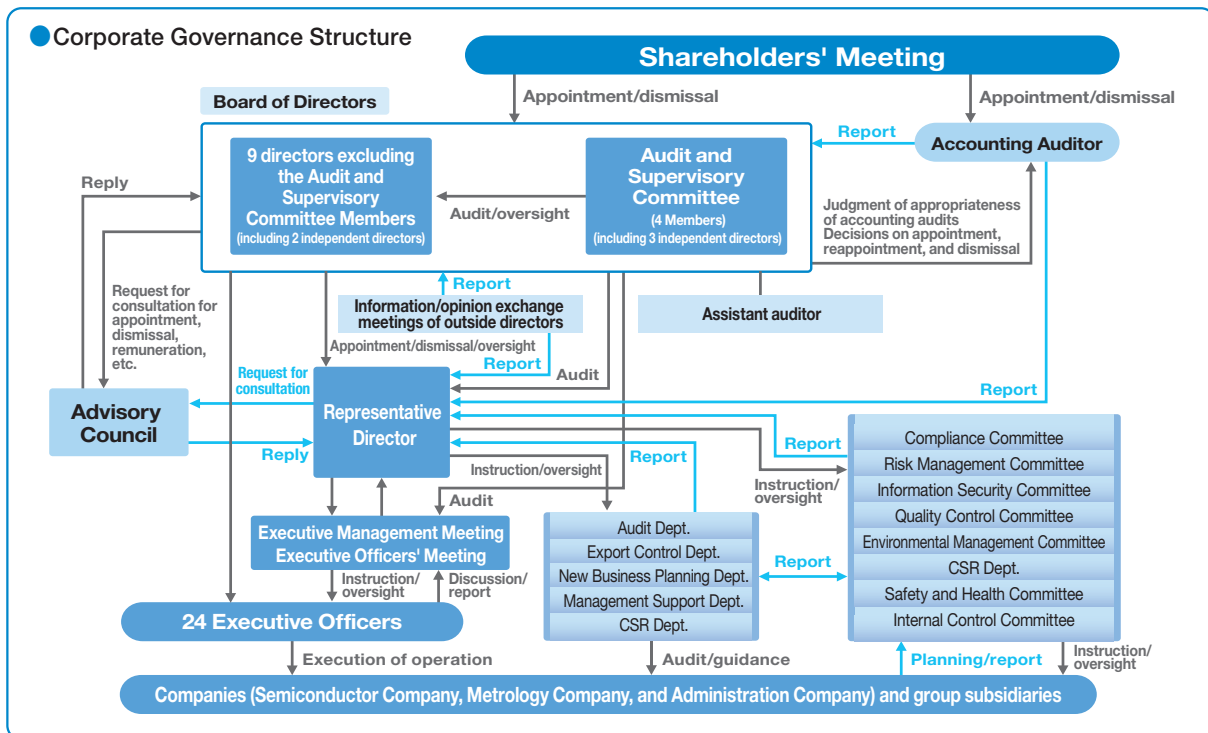 Corporate Governance Structure
Shareholders' Meeting
Appointment/dismissal
Appointment/dismissal
Board of Directors
Report
Accounting Auditor
9 directors excluding
the Audit and
Supervisory
Committee Members
(including 2 independent directors)
Audit/oversight
Audit and
Supervisory
Committee
(4 Members)
(including 3 independent directors)
Reply
Judgment of appropriateness
of accounting audits
Decisions on appointment,
reappointment, and dismissal
Request for
consultation for
appointment,
dismissal,
remuneration,
etc.
Report
Information/opinion exchange
meetings of outside directors
Assistant auditor
Appointment/dismissal/oversight
Report
Audit
Request for
consultation
Report
Advisory
Council
Representative
Director
Reply
Instruction/oversight
Report
Report
Instruction/
oversight
Audit
Compliance Committee
Risk Management Committee
Information Security Committee
Quality Control Committee
Environmental Management Committee
CSR Dept.
Safety and Health Committee
Internal Control Committee
Executive Management Meeting
Executive Officers' Meeting
Audit Dept.
Export Control Dept.
New Business Planning Dept.
Management Support Dept.
CSR Dept.
Report
Instruction/
oversight
Discussion/
report
24 Executive Officers
Execution of operation
Audit/guidance
Planning/report
Instruction/
oversight
Companies (Semiconductor Company, Metrology Company, and Administration Company) and group subsidiaries